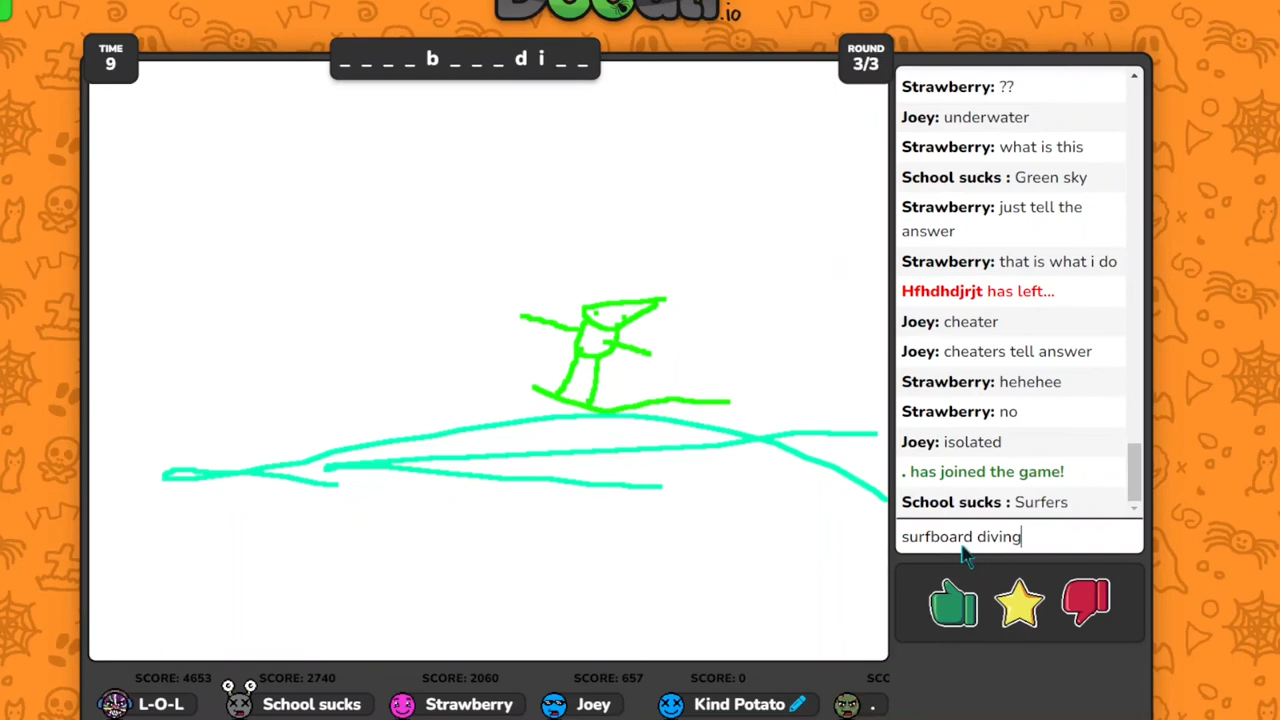 Doodli.io
TIME
9
_ _ _ _ b _ _ _ d i _ _
ROUND
3/3
Strawberry: ??
Joey: underwater
Strawberry: what is this
School sucks : Green sky
Strawberry: just tell the
answer
Strawberry: that is what i do
Hfhdhdjrjt has left...
Joey: cheater
Joey: cheaters tell answer
Strawberry: hehehee
Strawberry: no
Joey: isolated
. has joined the game!
School sucks : Surfers
surfboard diving
SCORE: 4653
SCORE: 2740
SCORE: 2060
SCORE: 657
SCORE: 0
SCC
L-O-L
School sucks
Strawberry
Joey
Kind Potato
.